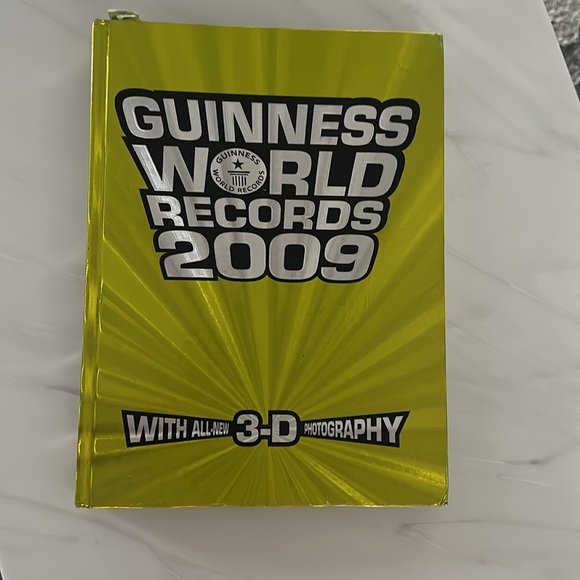 GUINNESS
WORLD
GUINNESS
WORLD RECORDS
RECORDS
2009
WITH ALL-NEW 3-D PHOTOGRAPHY